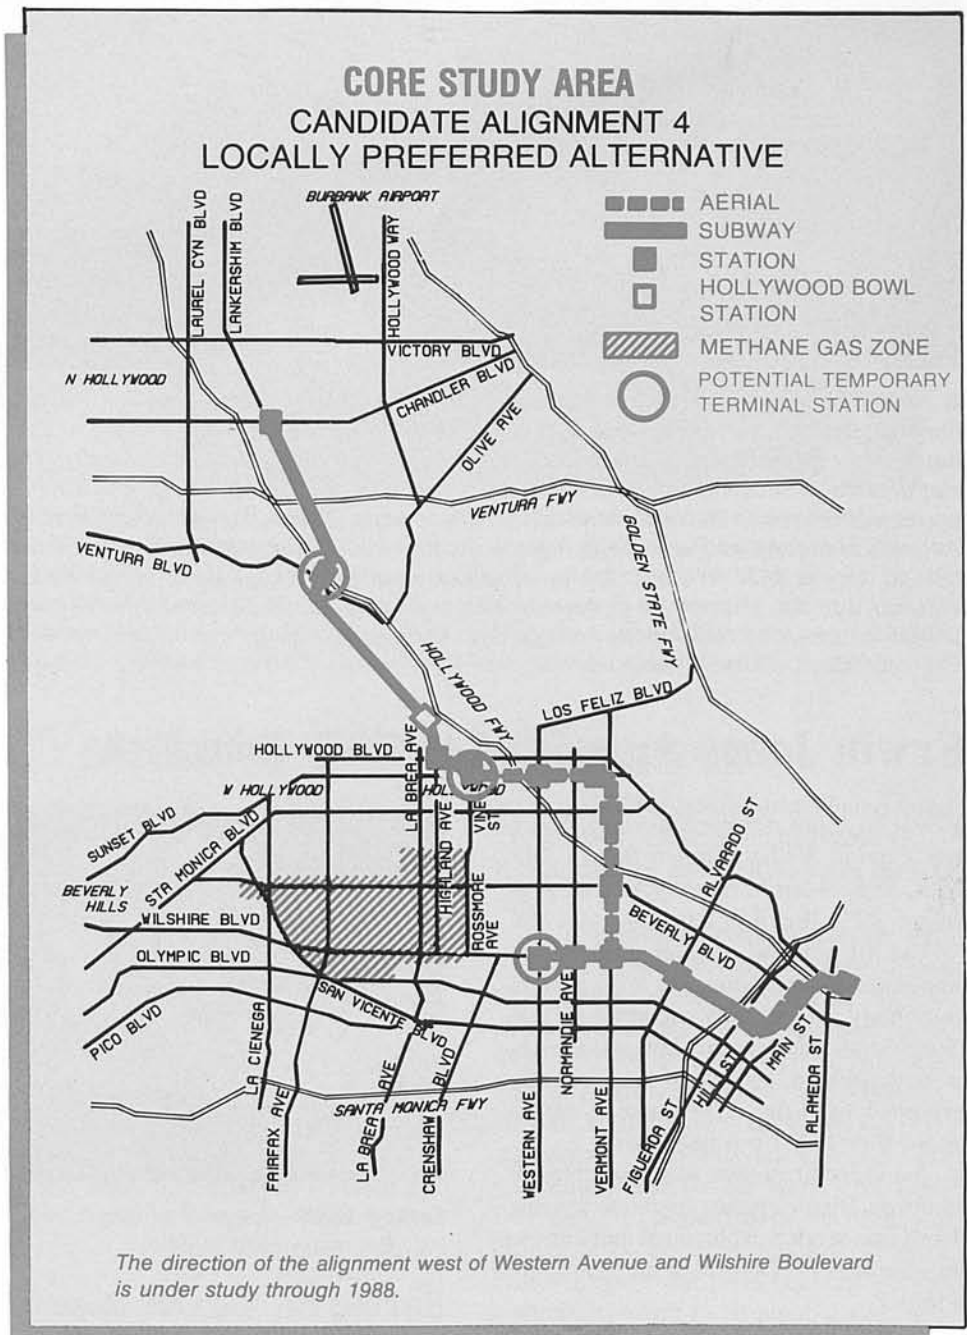 CORE STUDY AREA
CANDIDATE ALIGNMENT 4
LOCALLY PREFERRED ALTERNATIVE
AERIAL
SUBWAY
STATION
HOLLYWOOD BOWL
STATION
METHANE GAS ZONE
POTENTIAL TEMPORARY
TERMINAL STATION
BURBANK AIRPORT
LAUREL CYN BLVD
LANKERSHIM BLVD
HOLLYWOOD WAY
VICTORY BLVD
N HOLLYWOOD
CHANDLER BLVD
OLIVE AVE
VENTURA FWY
GOLDEN STATE FWY
VENTURA BLVD
HOLLYWOOD FWY
LOS FELIZ BLVD
HOLLYWOOD BLVD
LA BREA AVE
W HOLLYWOOD
HOLLYWOOD
VINE
ST
SUNSET BLVD
STA MONICA BLVD
HIGHLAND AVE
ALVARADO ST
BEVERLY
HILLS
ROSSMORE
AVE
WILSHIRE BLVD
BEVERLY BLVD
OLYMPIC BLVD
SAN VICENTE BLVD
PICO BLVD
LA CIENEGA
NORMANDIE AVE
HILL ST
MAIN ST
ALAMEDA ST
SANTA MONICA FWY
FAIRFAX AVE
LA BREA AVE
CRENSHAW BLVD
WESTERN AVE
VERMONT AVE
FIGUEROA ST
The direction of the alignment west of Western Avenue and Wilshire Boulevard
is under study through 1988.